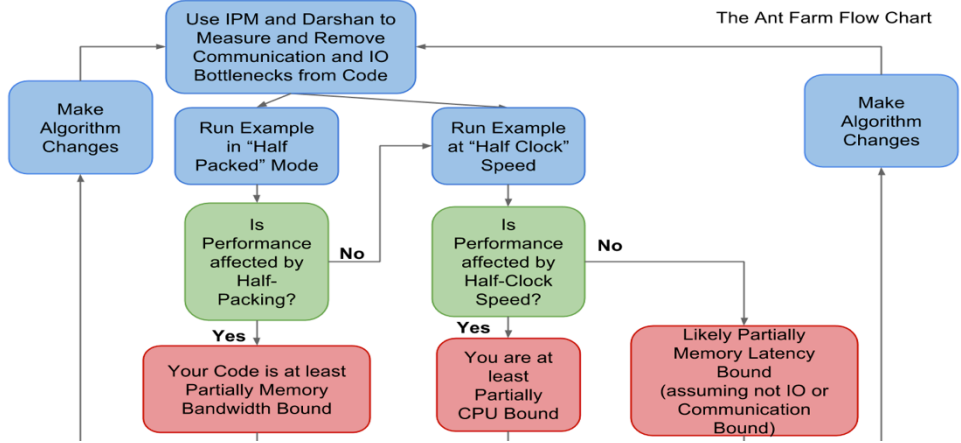 The Ant Farm Flow Chart
Use IPM and Darshan to
Measure and Remove
Communication and IO
Bottlenecks from Code
Make
Algorithm
Changes
Run Example
in “Half
Packed” Mode
Run Example
at “Half Clock”
Speed
Make
Algorithm
Changes
Is
Performance
affected by
Half-
Packing?
No
Is
Performance
affected by
Half-Clock
Speed?
No
Yes
Yes
Your Code is at least
Partially Memory
Bandwidth Bound
You are at
least
Partially
CPU Bound
Likely Partially
Memory Latency
Bound
(assuming not IO or
Communication
Bound)